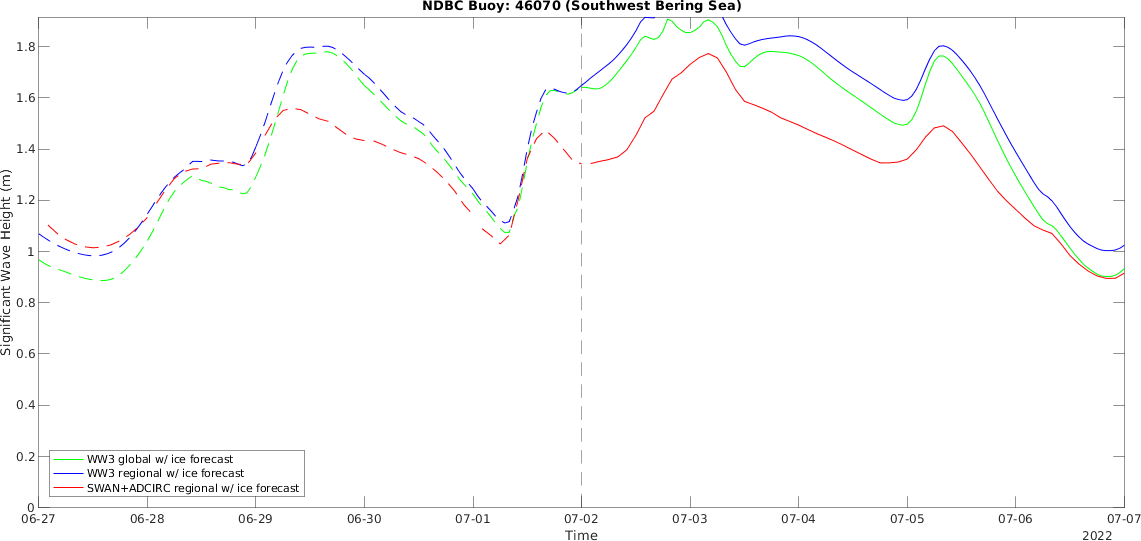 NDBC Buoy: 46070 (Southwest Bering Sea)
1.8
1.6
1.4
1.2
1
0.8
0.6
0.4
0.2
0
Significant Wave Height (m)
WW3 global w/ ice forecast
WW3 regional w/ ice forecast
SWAN+ADCIRC regional w/ ice forecast
06-27 06-28 06-29 06-30 07-01 07-02 07-03 07-04 07-05 07-06 07-07
Time
2022